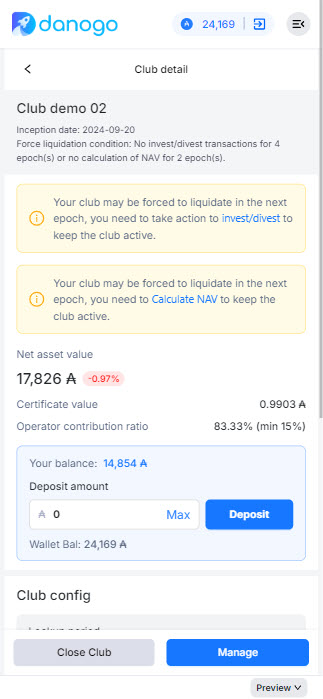 danogo
24,169
Club detail
Club demo 02
Inception date: 2024-09-20
Force liquidation condition: No invest/divest transactions for 4
epoch(s) or no calculation of NAV for 2 epoch(s).
Your club may be forced to liquidate in the next
epoch, you need to take action to invest/divest to
keep the club active.
Your club may be forced to liquidate in the next
epoch, you need to Calculate NAV to keep the
club active.
Net asset value
17,826 ₳ -0.97%
Certificate value 0.9903 ₳
Operator contribution ratio 83.33% (min 15%)
Your balance: 14,854 ₳
Deposit amount
₳ 0 Max Deposit
Wallet Bal: 24,169 ₳
Club config
Close Club Manage
Preview